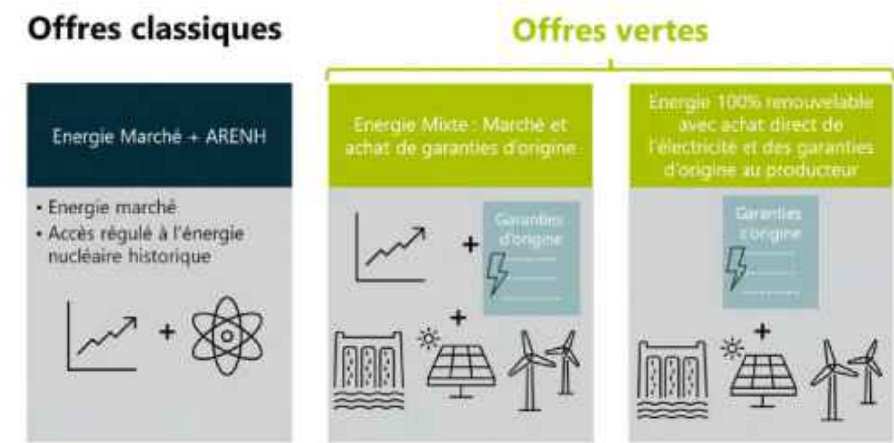 Offres classiques
Offres vertes
Energie Marché + ARENH
• Energie marché
• Accès régulé à l'énergie
nucléaire historique
+
Energie Mixte : Marché et
achat de garanties d'origine
+
Garanties
d'origine
+
Energie 100% renouvelable
avec achat direct de
l'électricité et des garanties
d'origine au producteur
Garanties
d'origine
+